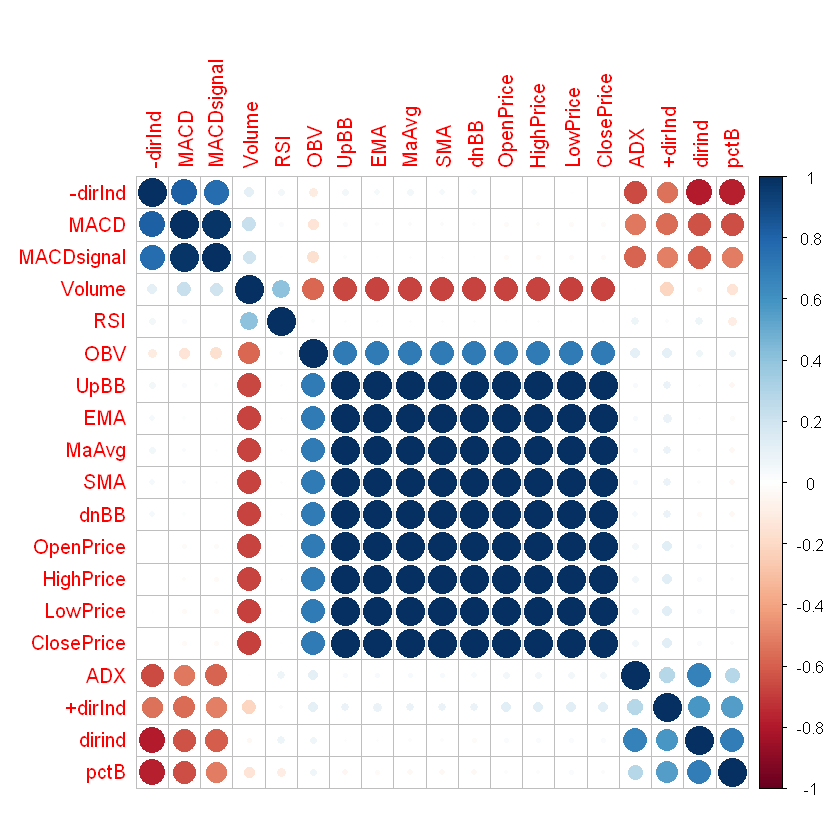 -dirInd
MACD
MACDsignal
Volume
RSI
OBV
UpBB
EMA
MaAvg
SMA
dnBB
OpenPrice
HighPrice
LowPrice
ClosePrice
ADX
+dirInd
dirind
pctB
-dirInd
MACD
MACDsignal
Volume
RSI
OBV
UpBB
EMA
MaAvg
SMA
dnBB
OpenPrice
HighPrice
LowPrice
ClosePrice
ADX
+dirInd
dirind
pctB
1
0.8
0.6
0.4
0.2
0
-0.2
-0.4
-0.6
-0.8
-1